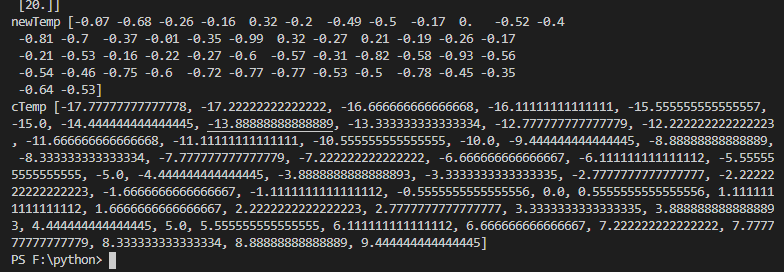 [20.]]
newTemp [-0.07 -0.68 -0.26 -0.16  0.32 -0.2  -0.49 -0.5  -0.17  0.   -0.52 -0.4
 -0.81 -0.7  -0.37 -0.01 -0.35 -0.99  0.32 -0.27  0.21 -0.19 -0.26 -0.17
 -0.21 -0.53 -0.16 -0.22 -0.27 -0.6  -0.57 -0.31 -0.82 -0.58 -0.93 -0.56
 -0.54 -0.46 -0.75 -0.6  -0.72 -0.77 -0.77 -0.53 -0.5  -0.78 -0.45 -0.35
 -0.64 -0.53]
cTemp [-17.77777777777778, -17.22222222222222, -16.666666666666668, -16.11111111111111, -15.555555555555557,
-15.0, -14.444444444444445, -13.88888888888889, -13.333333333333334, -12.777777777777779, -12.222222222222223
, -11.666666666666668, -11.11111111111111, -10.555555555555555, -10.0, -9.444444444444445, -8.88888888888889,
 -8.333333333333334, -7.777777777777779, -7.222222222222222, -6.666666666666667, -6.111111111111112, -5.55555
5555555555, -5.0, -4.444444444444445, -3.8888888888888893, -3.3333333333333335, -2.7777777777777777, -2.22222
22222222223, -1.6666666666666667, -1.1111111111111112, -0.5555555555555556, 0.0, 0.5555555555555556, 1.111111
1111111112, 1.6666666666666667, 2.2222222222222223, 2.7777777777777777, 3.3333333333333335, 3.888888888888889
3, 4.444444444444445, 5.0, 5.555555555555555, 6.111111111111112, 6.666666666666667, 7.222222222222222, 7.7777
77777777779, 8.333333333333334, 8.88888888888889, 9.444444444444445]
PS F:\python>